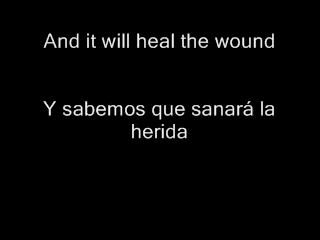 And it will heal the wound
Y sabemos que sanará la
herida